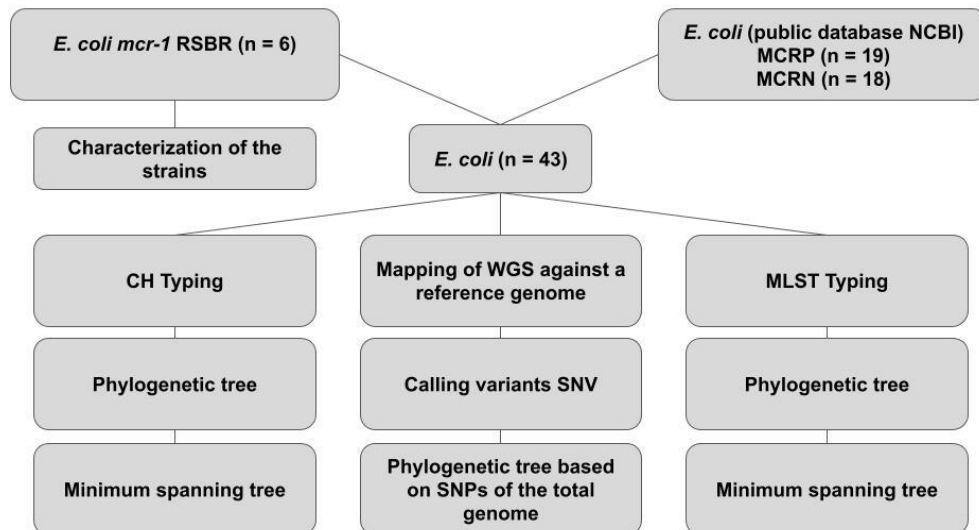 E. coli mcr-1 RSBR (n = 6)
E. coli (public database NCBI)
MCRP (n = 19)
MCRN (n = 18)
Characterization of the
strains
E. coli (n = 43)
CH Typing
Mapping of WGS against a
reference genome
MLST Typing
Phylogenetic tree
Calling variants SNV
Phylogenetic tree
Minimum spanning tree
Phylogenetic tree based
on SNPs of the total
genome
Minimum spanning tree